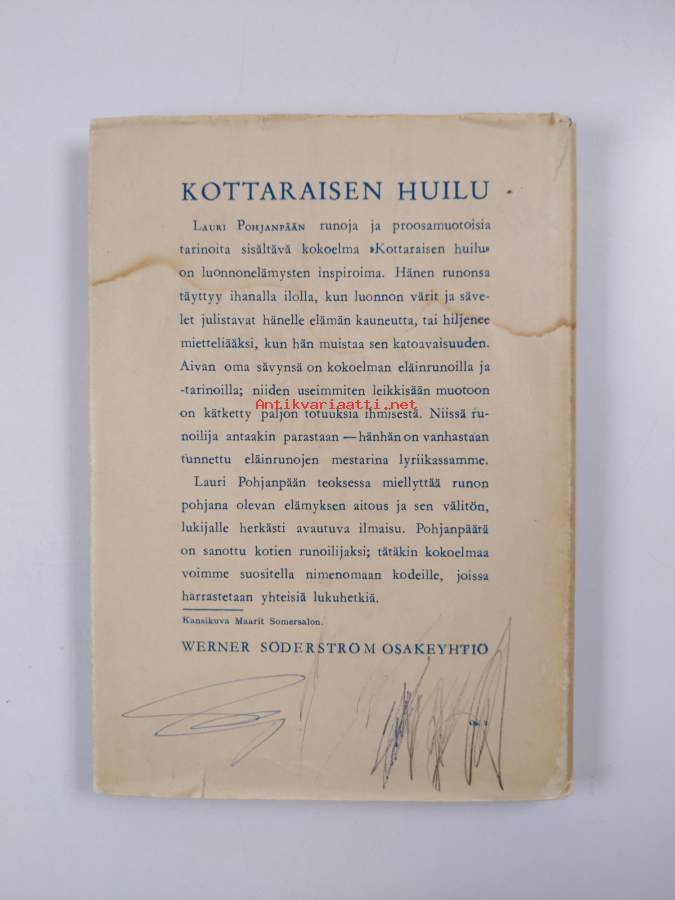 KOTTARAISEN HUILU
LAURI POHJANPÄÄN runoja ja proosamuotoisia
tarinoita sisältävä kokoelma »Kottaraisen huilu»
on luonnonelämysten inspiroima. Hänen runonsa
täyttyy ihanalla ilolla, kun luonnon värit ja säve-
let julistavat hänelle elämän kauneutta, tai hiljenee
mietteliääksi, kun hän muistaa sen katoavaisuuden.
Aivan oma sävynsä on kokoelman eläinrunoilla ja
-tarinoilla; niiden useimmiten leikkisään muotoon
Antikvariaatti.net
on kätketty paljon totuuksia ihmisestä. Niissä ru-
noilija antaakin parastaan — hänhän on vanhastaan
tunnettu eläinrunojen mestarina lyriikassamme.
Lauri Pohjanpään teoksessa miellyttää runon
pohjana olevan elämyksen aitous ja sen välitön,
lukijalle herkästi avautuva ilmaisu. Pohjanpäätä
on sanottu kotien runoilijaksi; tätäkin kokoelmaa
voimme suositella nimenomaan kodeille, joissa
harrastetaan yhteisiä lukuhetkiä.
Kansikuva Maarit Somersalon.
WERNER SÖDERSTRÖM OSAKEYHTIÖ